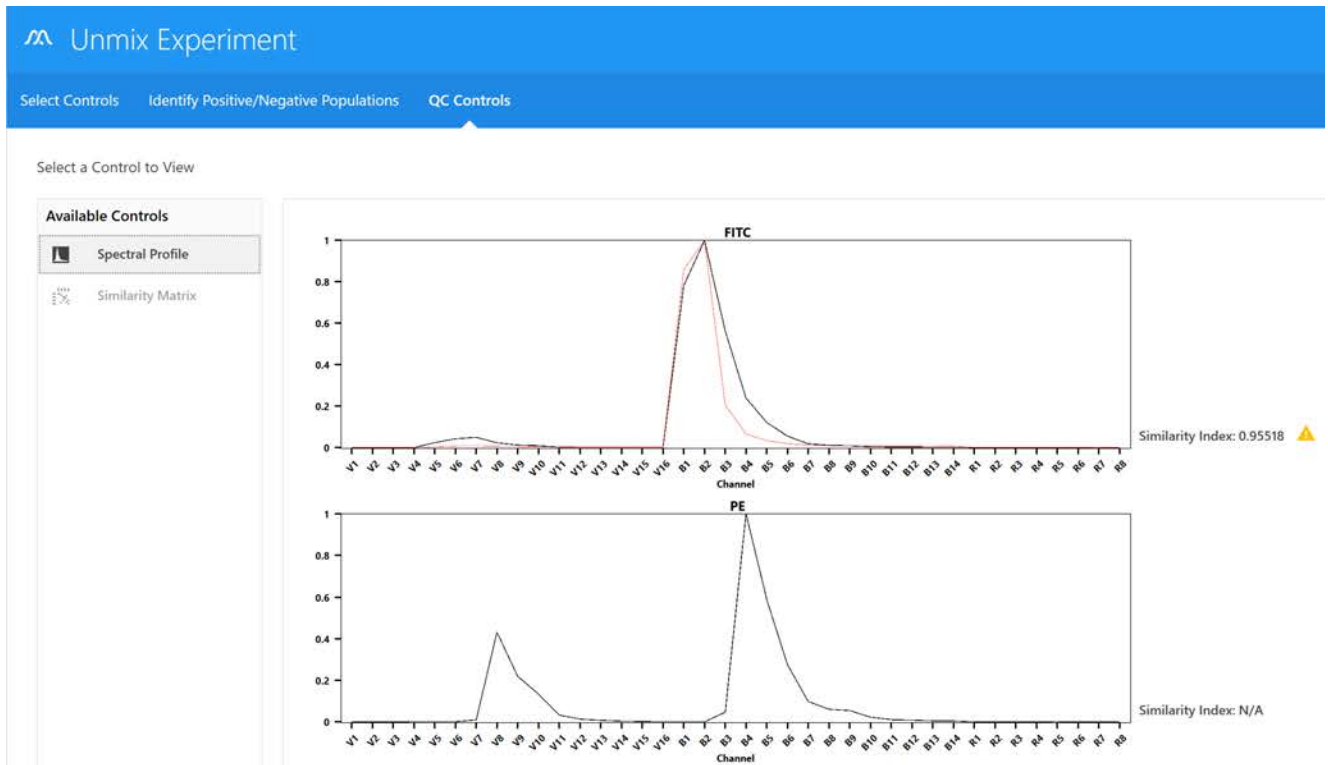 Unmix Experiment
Select Controls Identify Positive/Negative Populations QC Controls
Select a Control to View
Available Controls
Spectral Profile
Similarity Matrix
FITC
1
0.8
0.6
0.4
0.2
0
V1 V2 V3 V4 V5 V6 V7 V8 V9 V10 V11 V12 V13 V14 V15 V16 B1 B2 B3 B4 B5 B6 B7 B8 B9 B10 B11 B12 B13 B14 R1 R2 R3 R4 R5 R6 R7 R8
Channel
Similarity Index: 0.95518
PE
1
0.8
0.6
0.4
0.2
0
V1 V2 V3 V4 V5 V6 V7 V8 V9 V10 V11 V12 V13 V14 V15 V16 B1 B2 B3 B4 B5 B6 B7 B8 B9 B10 B11 B12 B13 B14 R1 R2 R3 R4 R5 R6 R7 R8
Channel
Similarity Index: N/A